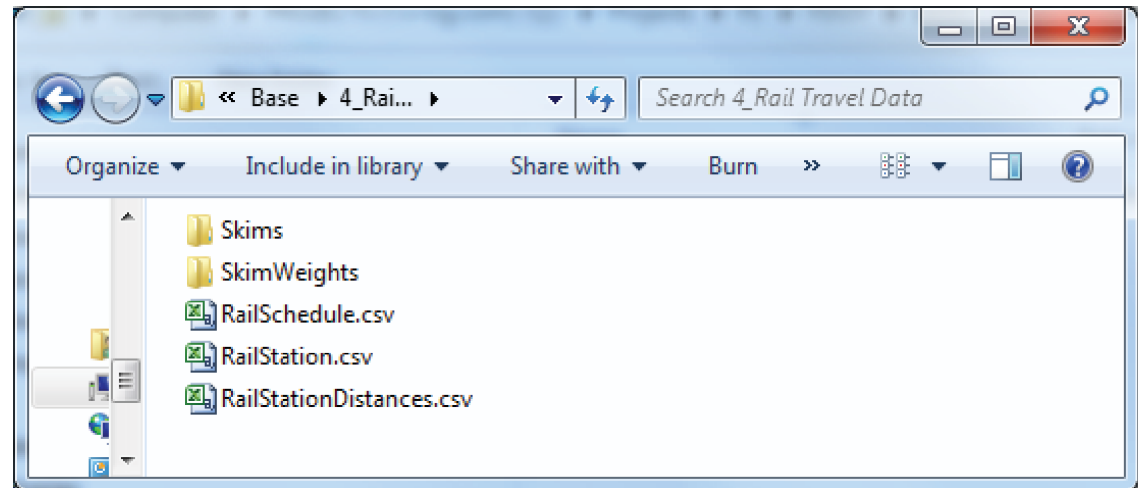 « Base 4_Rai... Search 4_Rail Travel Data
Organize Include in library Share with Burn »
Skims
SkimWeights
RailSchedule.csv
RailStation.csv
RailStationDistances.csv